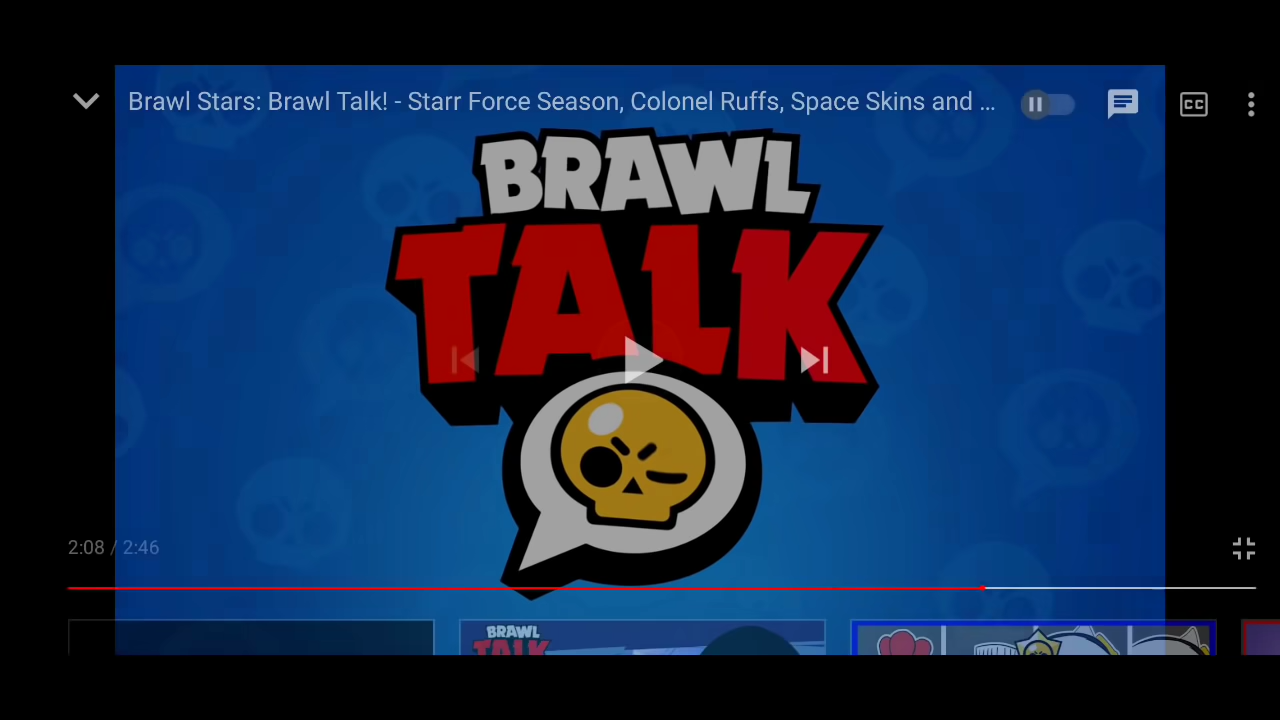 Brawl Stars: Brawl Talk! - Starr Force Season, Colonel Ruffs, Space Skins and ...
CC
BRAWL
TALK
2:08 / 2:46
BRAWL
TALK